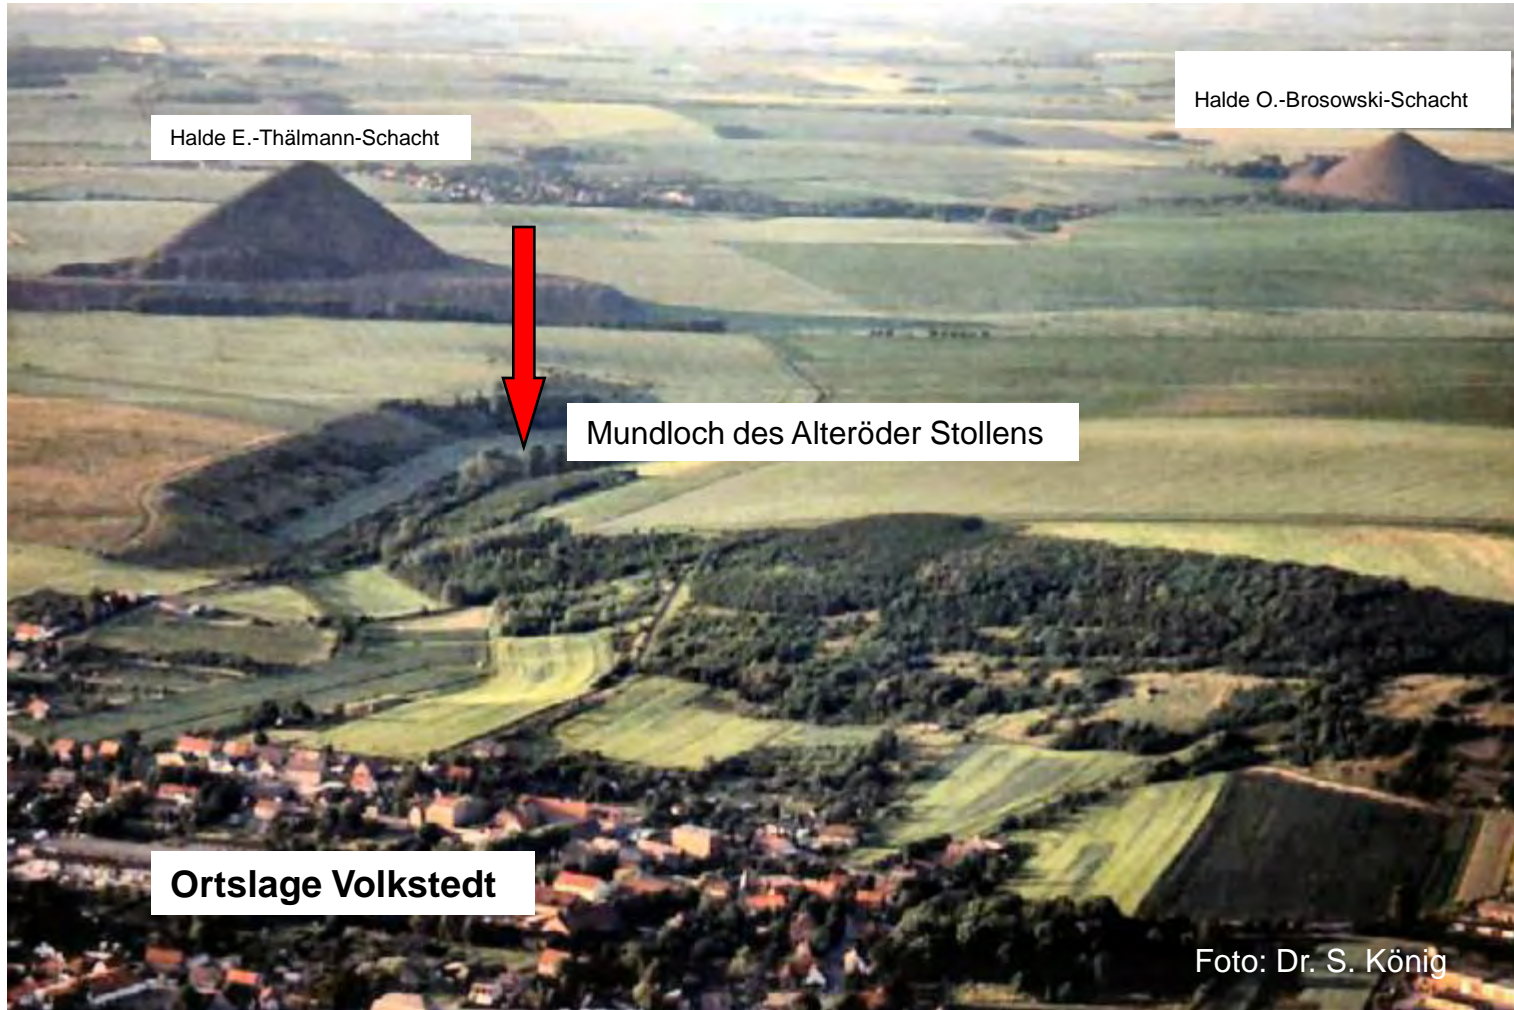 Halde O.-Brosowski-Schacht
Halde E.-Thälmann-Schacht
Mundloch des Alteröder Stollens
Ortslage Volkstedt
Foto: Dr. S. König